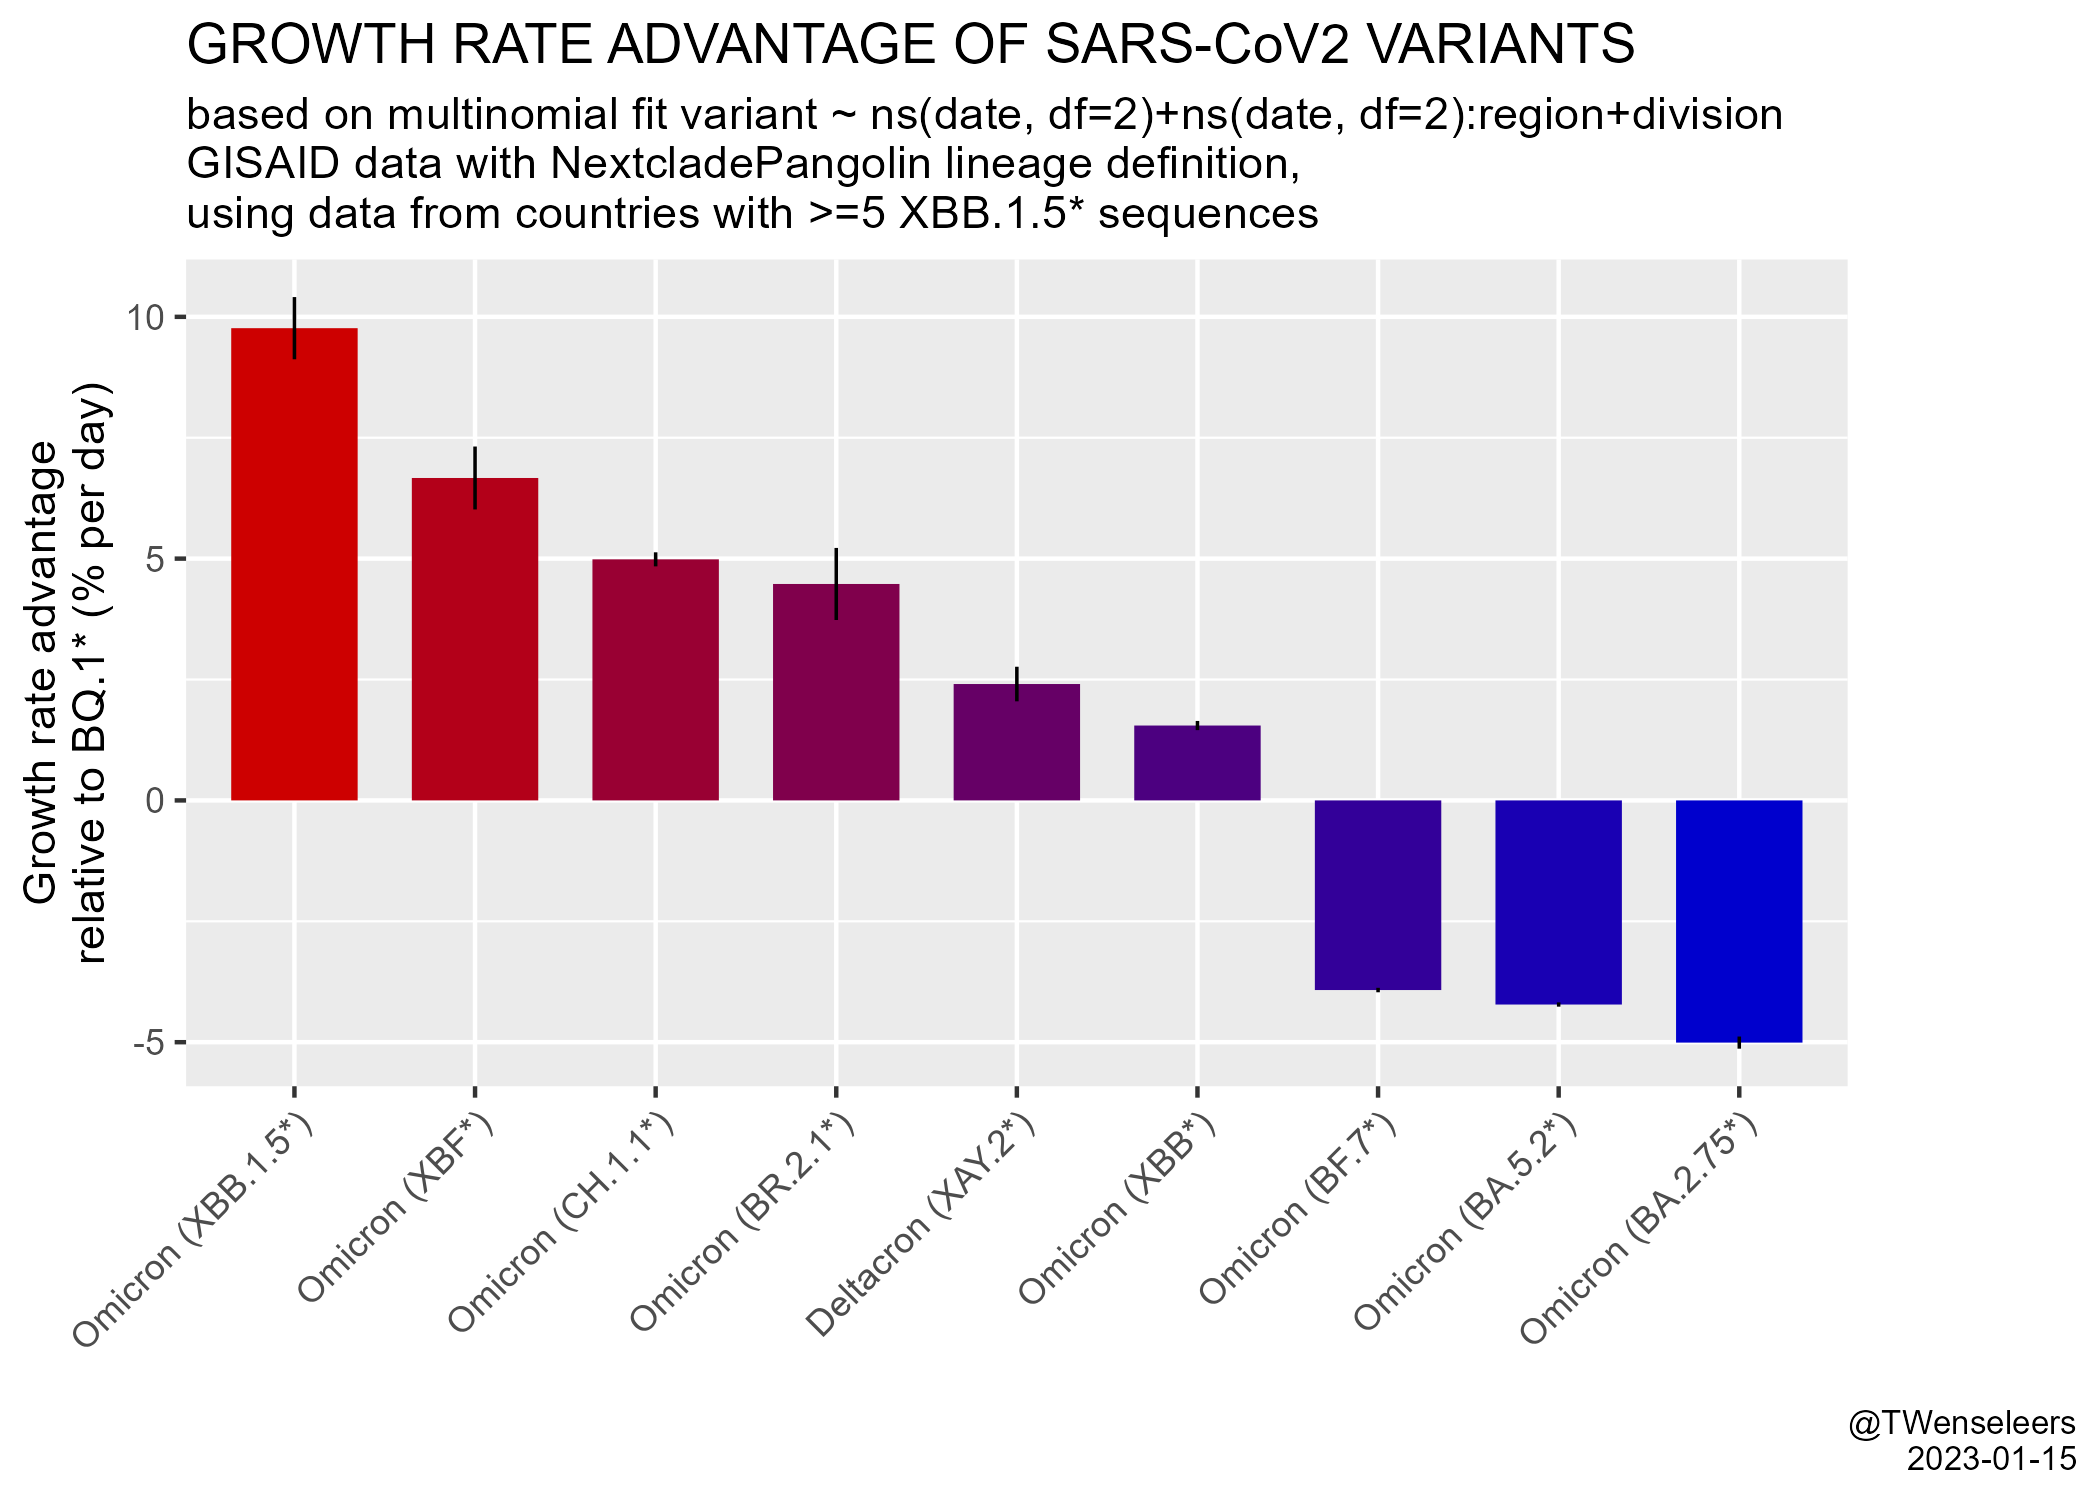 GROWTH RATE ADVANTAGE OF SARS-CoV2 VARIANTS
based on multinomial fit variant ~ ns(date, df=2)+ns(date, df=2):region+division
GISAID data with NextcladePangolin lineage definition,
using data from countries with >=5 XBB.1.5* sequences
Growth rate advantage
relative to BQ.1* (% per day)
10
5
0
-5
Omicron (XBB.1.5*)
Omicron (XBF*)
Omicron (CH.1.1*)
Omicron (BR.2.1*)
Deltacron (XAY.2*)
Omicron (XBB*)
Omicron (BF.7*)
Omicron (BA.5.2*)
Omicron (BA.2.75*)
@TWenseleers
2023-01-15